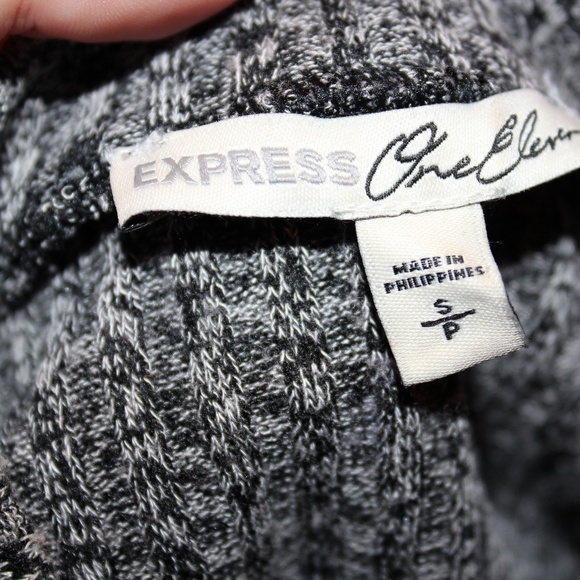 EXPRESS One Eleven
MADE IN
PHILIPPINES
S
P